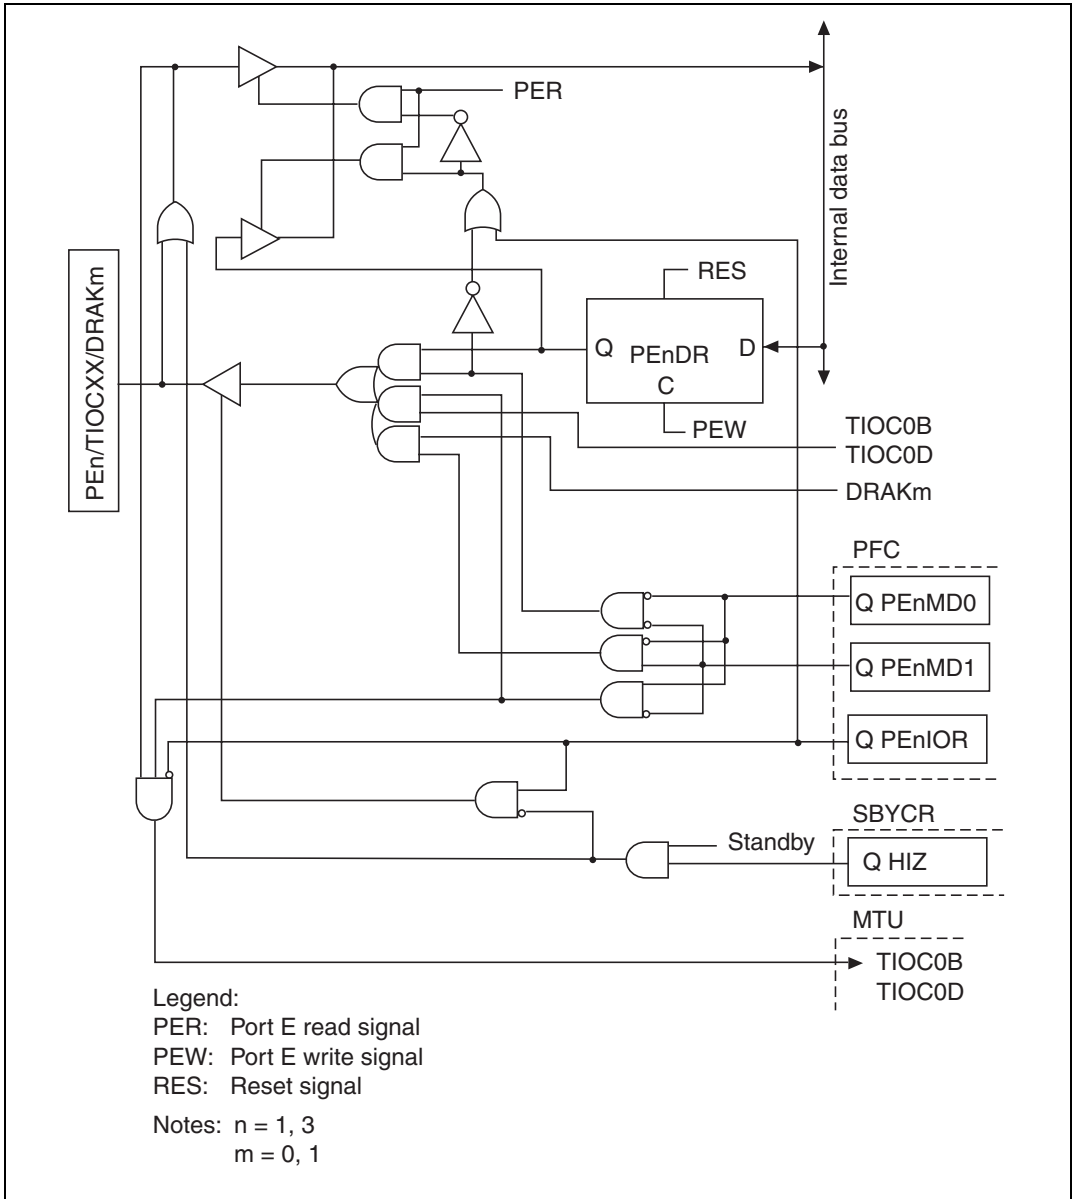 PER
Internal data bus
RES
Q PEnDR D
C
PEW
PEn/TIOCXX/DRAKm
TIOC0B
TIOC0D
DRAKm
PFC
Q PEnMD0
Q PEnMD1
Q PEnIOR
SBYCR
Standby
Q HIZ
MTU
TIOC0B
TIOC0D
Legend:
PER: Port E read signal
PEW: Port E write signal
RES: Reset signal
Notes: n = 1, 3
m = 0, 1